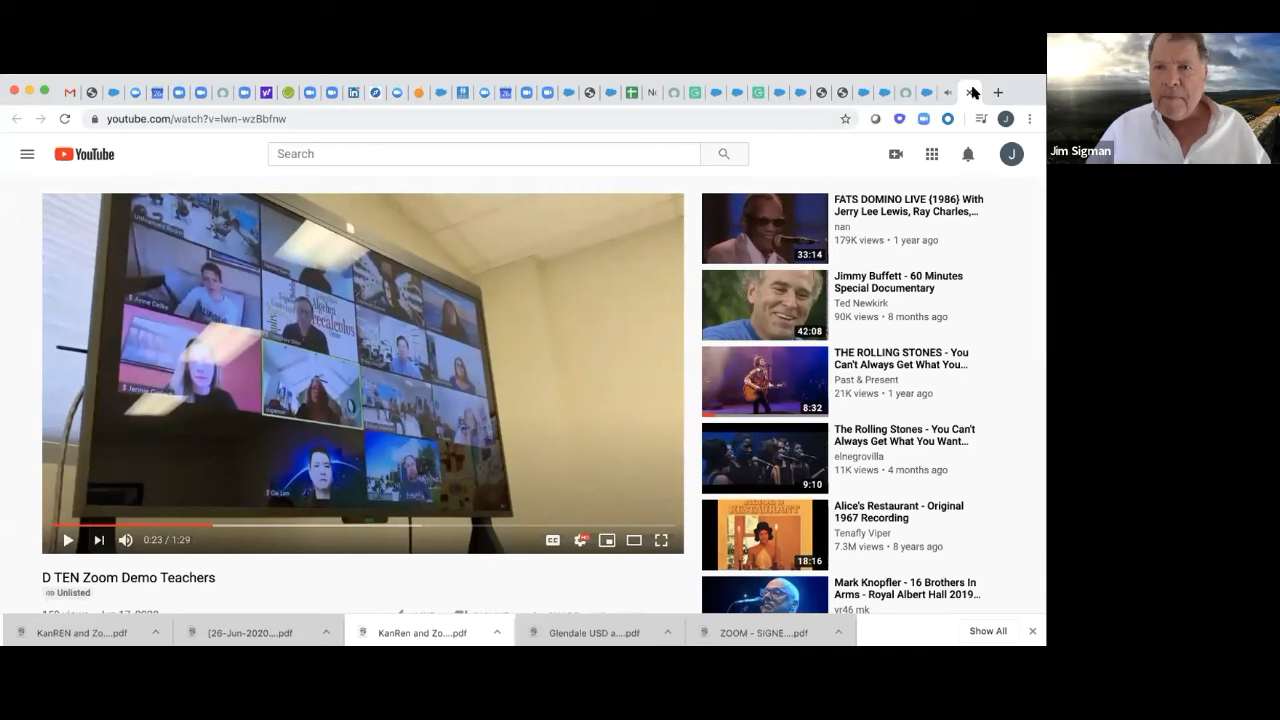 youtube.com/watch?v=Iwn-wzBbfnw
YouTube
Search
J
J
FATS DOMINO LIVE {1986} With
Jerry Lee Lewis, Ray Charles,...
nan
179K views • 1 year ago
33:14
Jimmy Buffett - 60 Minutes
Special Documentary
Ted Newkirk
90K views • 8 months ago
42:08
THE ROLLING STONES - You
Can't Always Get What You...
Past & Present
21K views • 1 year ago
8:32
The Rolling Stones - You Can't
Always Get What You Want...
elnegrovilla
11K views • 4 months ago
9:10
Alice's Restaurant - Original
1967 Recording
Tenafly Viper
7.3M views • 8 years ago
18:16
Mark Knopfler - 16 Brothers In
Arms - Royal Albert Hall 2019...
vr46 mk
0:23 / 1:29
D TEN Zoom Demo Teachers
Unlisted
KanREN and Zo....pdf
[26-Jun-2020....pdf
KanRen and Zo....pdf
Glendale USD a....pdf
ZOOM - SIGNE....pdf
Show All
Jim Sigman